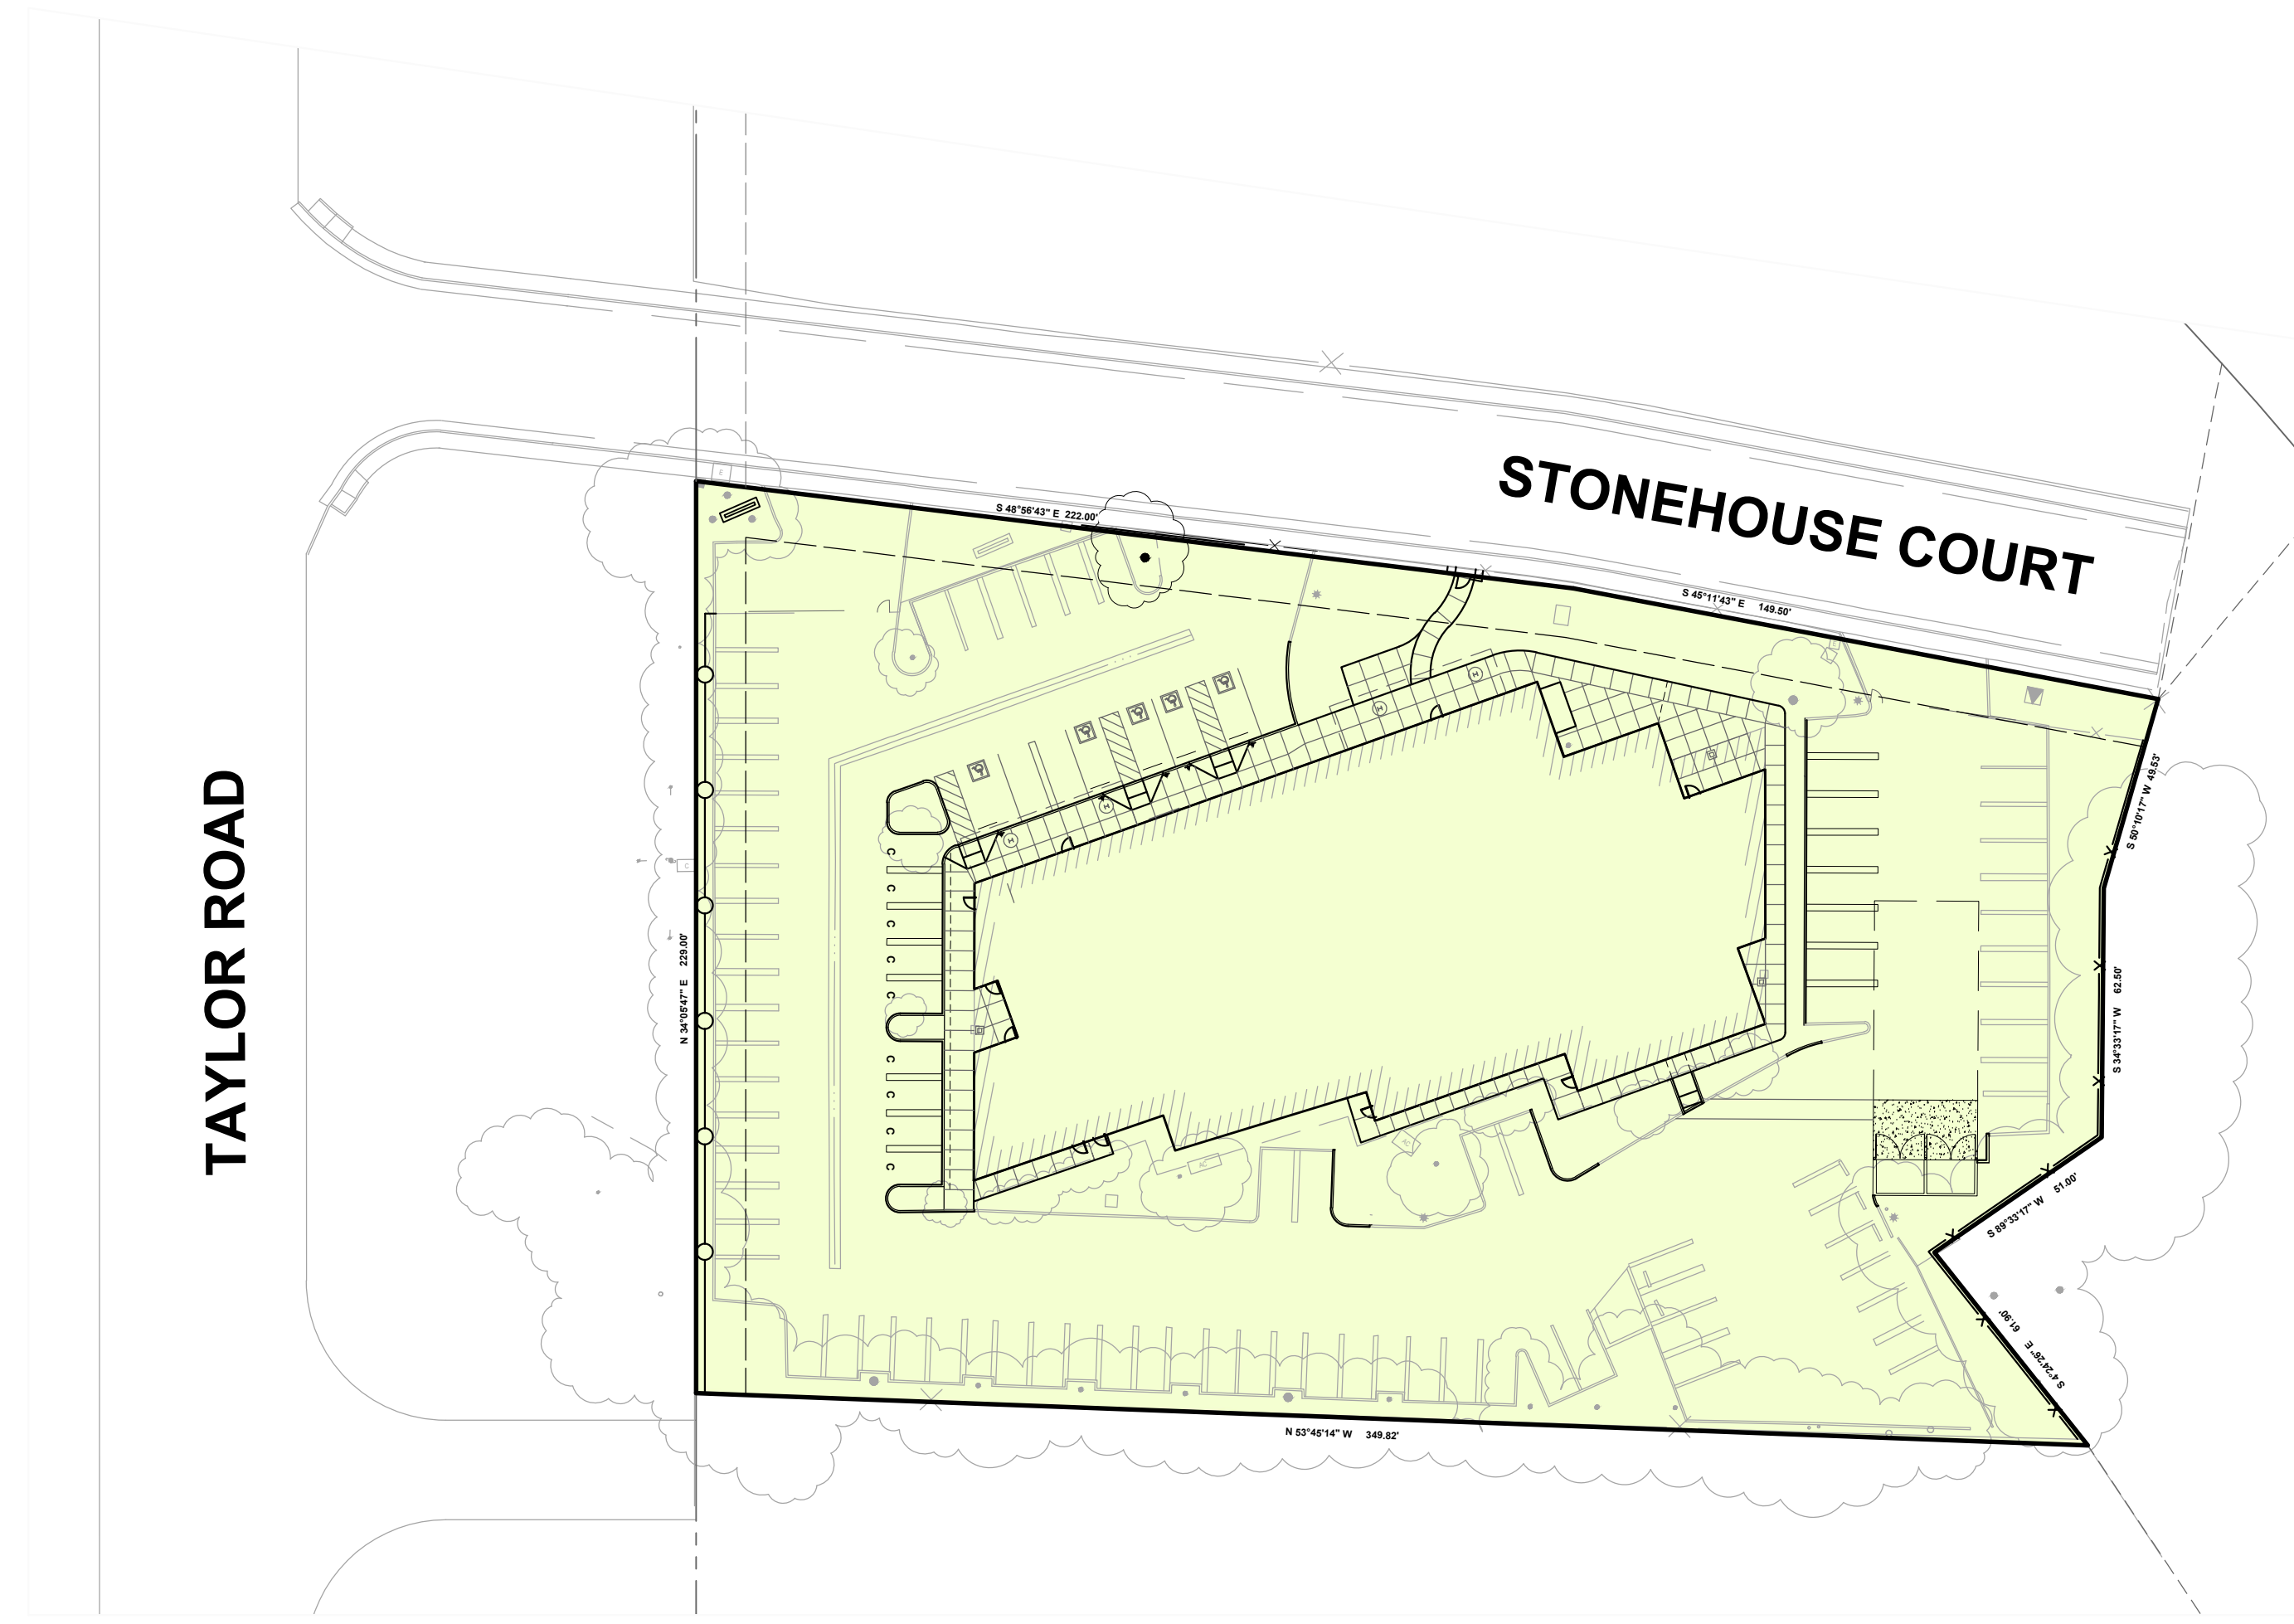 E
S 48°56'43" E 222.00'
STONEHOUSE COURT
S 45°11'43" E 149.50'
H
H
S 50°10'17" W 49.53'
TAYLOR ROAD
H
H
C
C
C
C
C
C
N 34°05'47" E 229.00'
S 34°33'17" W 62.50'
C
C
C
C
AC
AC
S 89°33'17" W 51.00'
S 4°24'26" E 61.90'
N 53°45'14" W 349.82'